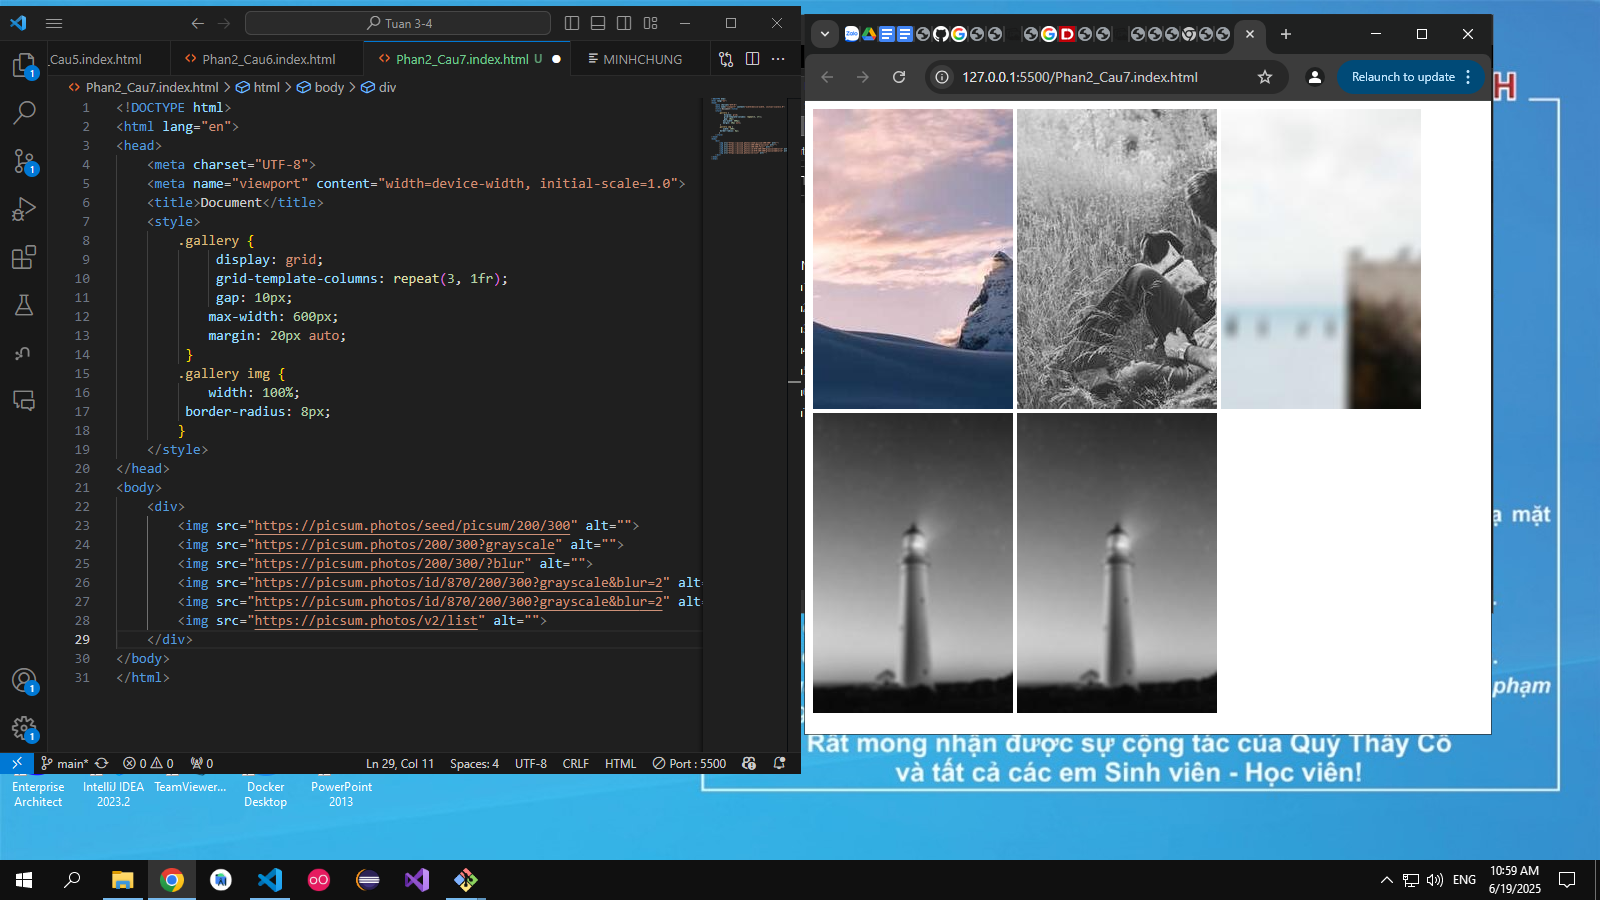 Tuan 3-4
_Cau5.index.html
Phan2_Cau6.index.html
Phan2_Cau7.index.html U
MINHCHUNG
Phan2_Cau7.index.html > html > body > div
1 <!DOCTYPE html>
2 <html lang="en">
3 <head>
4 <meta charset="UTF-8">
5 <meta name="viewport" content="width=device-width, initial-scale=1.0">
6 <title>Document</title>
7 <style>
8 .gallery {
9 display: grid;
10 grid-template-columns: repeat(3, 1fr);
11 gap: 10px;
12 max-width: 600px;
13 margin: 20px auto;
14 }
15 .gallery img {
16 width: 100%;
17 border-radius: 8px;
18 }
19 </style>
20 </head>
21 <body>
22 <div>
23 <img src="https://picsum.photos/seed/picsum/200/300" alt="">
24 <img src="https://picsum.photos/200/300?grayscale" alt="">
25 <img src="https://picsum.photos/200/300/?blur" alt="">
26 <img src="https://picsum.photos/id/870/200/300?grayscale&blur=2" alt=
27 <img src="https://picsum.photos/id/870/200/300?grayscale&blur=2" alt=
28 <img src="https://picsum.photos/v2/list" alt="">
29 </div>
30 </body>
31 </html>
main* 0 0 0
Ln 29, Col 11 Spaces: 4 UTF-8 CRLF HTML Port : 5500
127.0.0.1:5500/Phan2_Cau7.index.html
Relaunch to update
H
mặt
phạm
Rất mong nhận được sự cộng tác của Quý Thầy Cô
và tất cả các em Sinh viên - Học viên!
Enterprise Architect
IntelliJ IDEA 2023.2
TeamViewer...
Docker Desktop
PowerPoint 2013
ENG
10:59 AM
6/19/2025